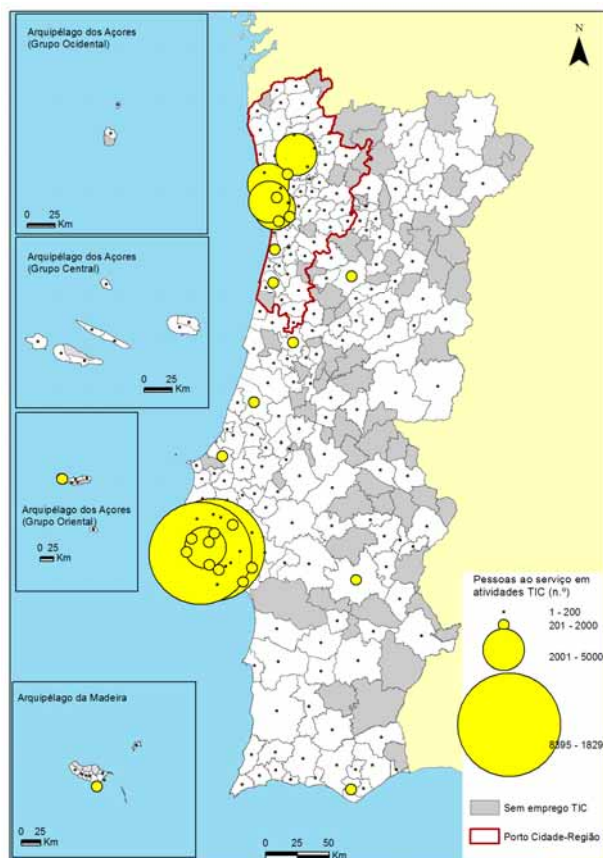 Arquipélago dos Açores
(Grupo Ocidental)
0 25
Km
Arquipélago dos Açores
(Grupo Central)
0 25
Km
Arquipélago dos Açores
(Grupo Oriental)
0 25
Km
Arquipélago da Madeira
0 25
Km
N
Pessoas ao serviço em
atividades TIC (n.º)
1 - 200
201 - 2000
2001 - 5000
8395 - 1829
Sem emprego TIC
Porto Cidade-Região
0 25 50
Km